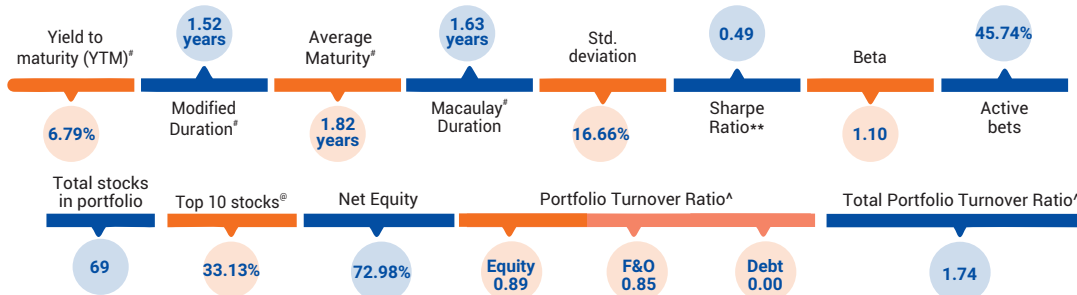 Yield to
maturity (YTM)#
6.79%
1.52
years
Modified
Duration#
Average
Maturity#
1.82
years
1.63
years
Macaulay#
Duration
Std.
deviation
16.66%
0.49
Sharpe
Ratio**
Beta
1.10
45.74%
Active
bets
Total stocks
in portfolio
69
Top 10 stocks@
33.13%
Net Equity
72.98%
Portfolio Turnover Ratio^
Equity
0.89
F&O
0.85
Debt
0.00
Total Portfolio Turnover Ratio^
1.74